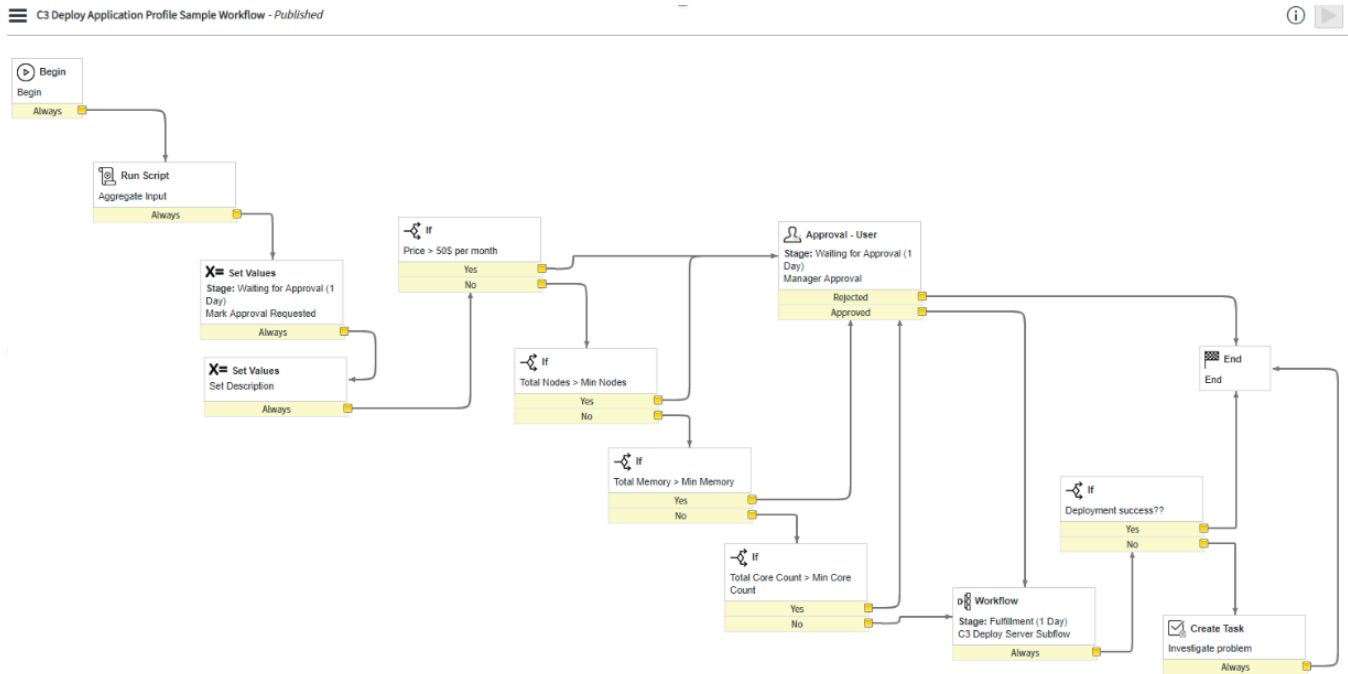 C3 Deploy Application Profile Sample Workflow - Published
Begin
Begin
Always
Run Script
Aggregate Input
Always
X= Set Values
Stage: Waiting for Approval (1
Day)
Mark Approval Requested
Always
X= Set Values
Set Description
Always
If
Price > 50$ per month
Yes
No
If
Total Nodes > Min Nodes
Yes
No
If
Total Memory > Min Memory
Yes
No
If
Total Core Count > Min Core
Count
Yes
No
Approval - User
Stage: Waiting for Approval (1
Day)
Manager Approval
Rejected
Approved
Workflow
Stage: Fulfillment (1 Day)
C3 Deploy Server Subflow
Always
If
Deployment success??
Yes
No
Create Task
Investigate problem
Always
End
End